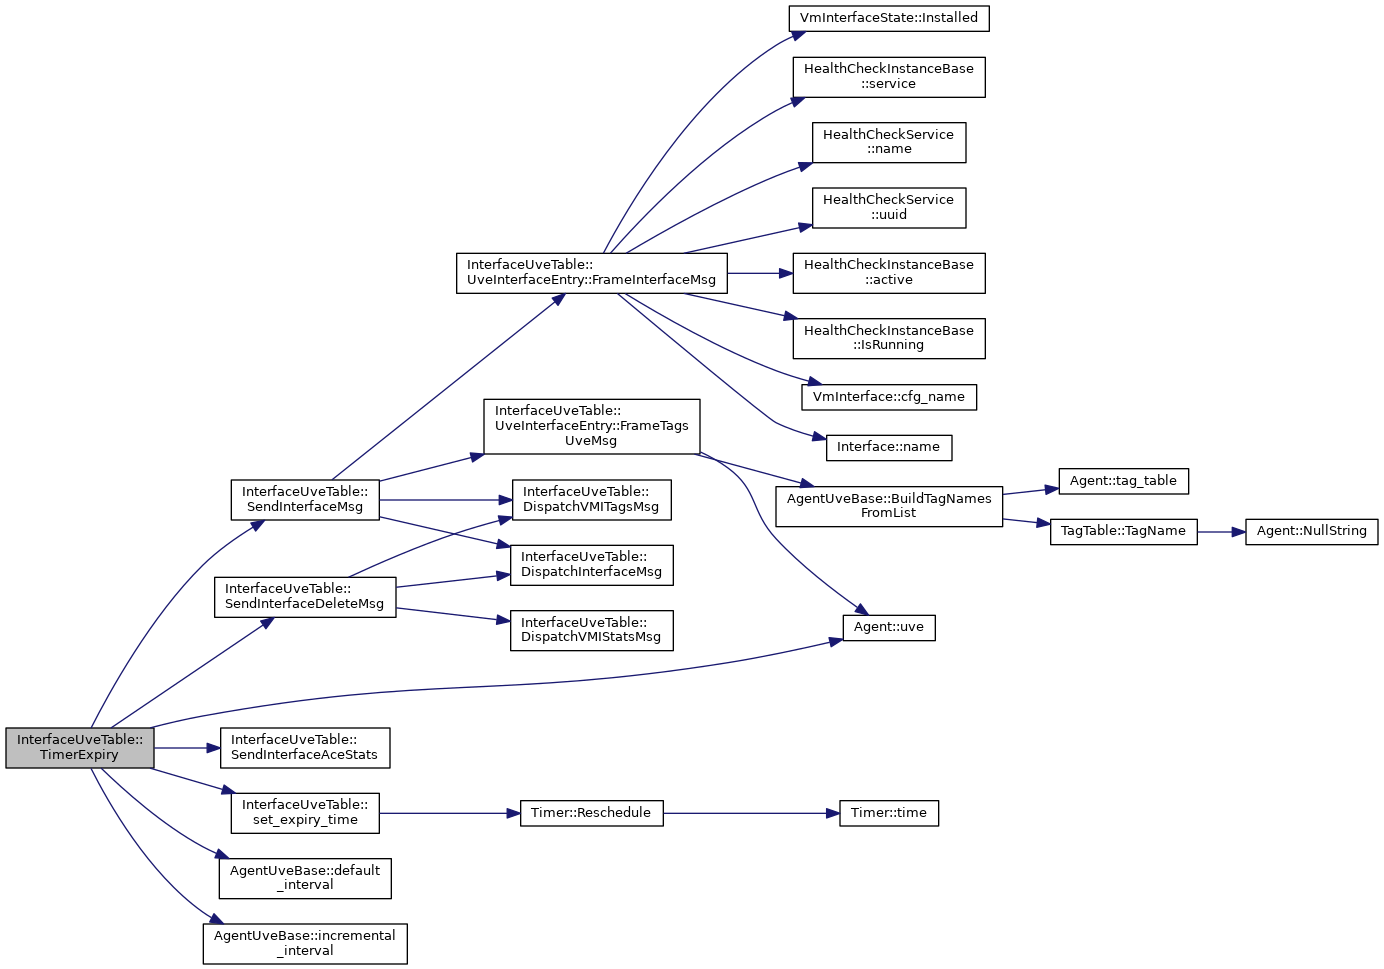 VmInterfaceState::Installed
HealthCheckInstanceBase
::service
HealthCheckService
::name
HealthCheckService
::uuid
InterfaceUveTable::
UveInterfaceEntry::FrameInterfaceMsg
HealthCheckInstanceBase
::active
HealthCheckInstanceBase
::IsRunning
VmInterface::cfg_name
Interface::name
InterfaceUveTable::
UveInterfaceEntry::FrameTags
UveMsg
InterfaceUveTable::
SendInterfaceMsg
InterfaceUveTable::
DispatchVMITagsMsg
AgentUveBase::BuildTagNames
FromList
Agent::tag_table
TagTable::TagName
Agent::NullString
InterfaceUveTable::
DispatchInterfaceMsg
InterfaceUveTable::
SendInterfaceDeleteMsg
InterfaceUveTable::
DispatchVMIStatsMsg
Agent::uve
InterfaceUveTable::
TimerExpiry
InterfaceUveTable::
SendInterfaceAceStats
InterfaceUveTable::
set_expiry_time
Timer::Reschedule
Timer::time
AgentUveBase::default
_interval
AgentUveBase::incremental
_interval